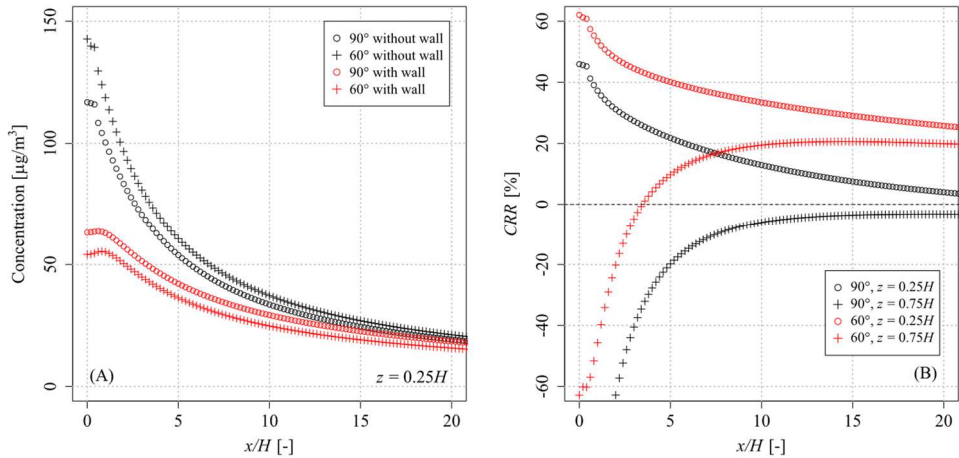 Concentration [µg/m³]
150
100
50
0
90° without wall
60° without wall
90° with wall
60° with wall
(A)
z = 0.25H
0
5
10
15
20
x/H [-]
CRR [%]
60
40
20
0
-20
-40
-60
90°, z = 0.25H
90°, z = 0.75H
60°, z = 0.25H
60°, z = 0.75H
(B)
0
5
10
15
20
x/H [-]